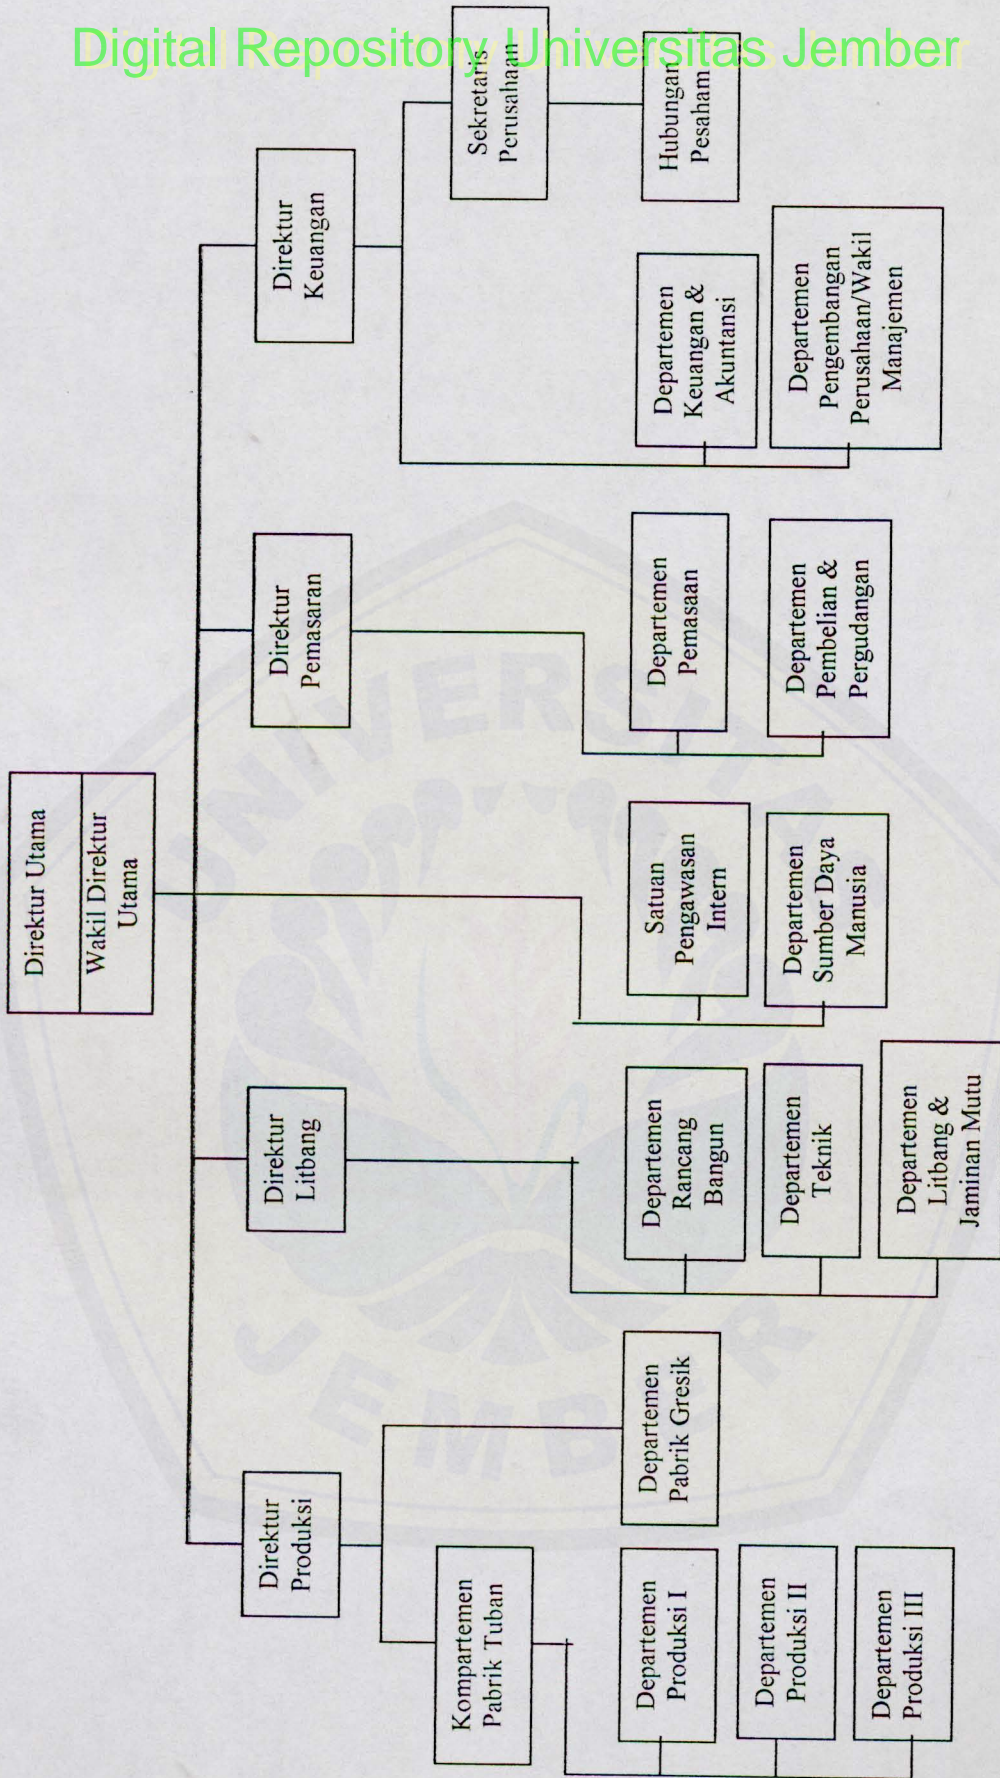 Digital Repository Universitas Jember
Direktur Utama
Wakil Direktur
Utama
Direktur
Produksi
Direktur
Litbang
Direktur
Pemasaran
Direktur
Keuangan
Kompartemen
Pabrik Tuban
Departemen
Pabrik Gresik
Departemen
Produksi I
Departemen
Produksi II
Departemen
Produksi III
Departemen
Rancang
Bangun
Departemen
Teknik
Departemen
Litbang &
Jaminan Mutu
Satuan
Pengawasan
Intern
Departemen
Sumber Daya
Manusia
Departemen
Pemasaan
Departemen
Pembelian &
Pergudangan
Departemen
Keuangan &
Akuntansi
Departemen
Pengembangan
Perusahaan/Wakil
Manajemen
Sekretaris
Perusahaan
Hubungan
Pesaham
UNIVERSITAS
JEMBER